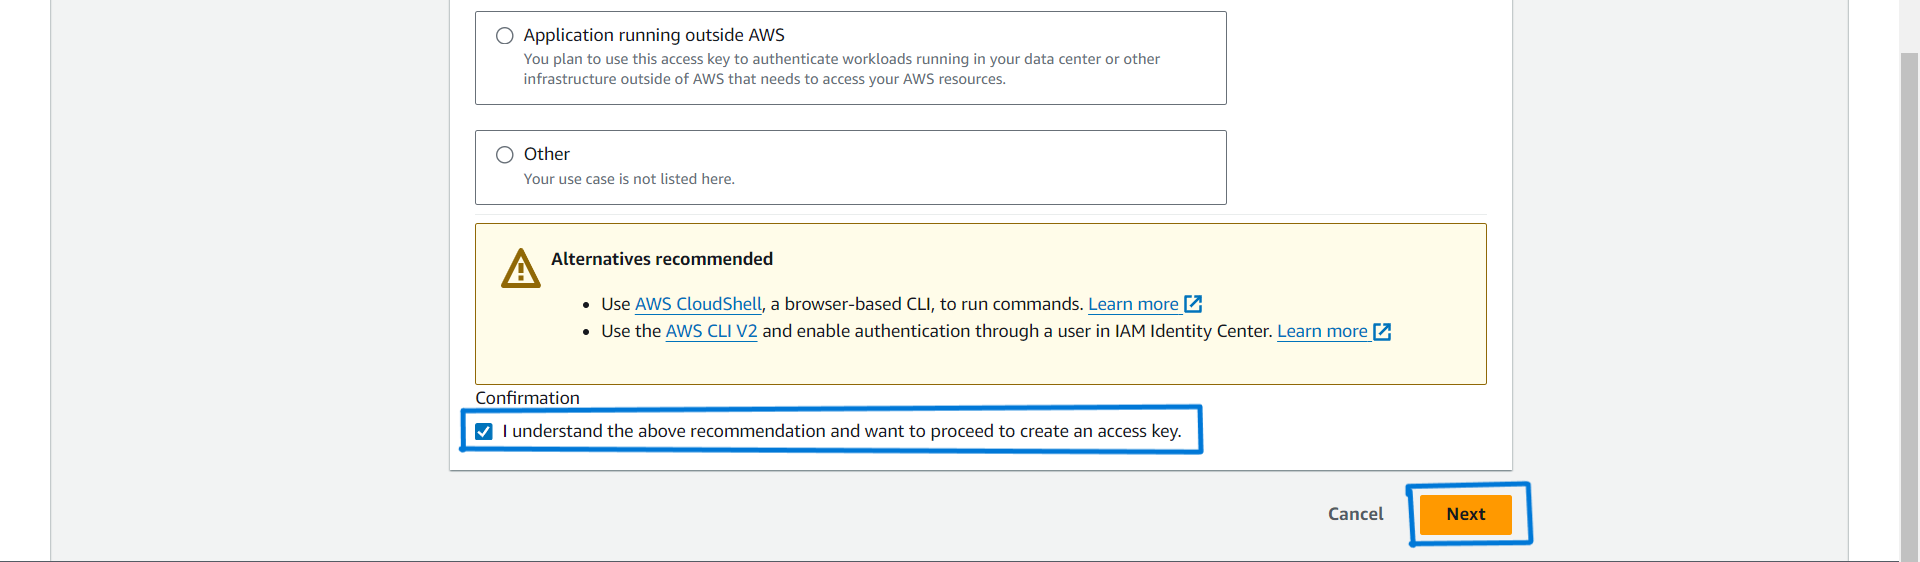 Application running outside AWS
You plan to use this access key to authenticate workloads running in your data center or other
infrastructure outside of AWS that needs to access your AWS resources.
Other
Your use case is not listed here.
Alternatives recommended
• Use AWS CloudShell, a browser-based CLI, to run commands. Learn more
• Use the AWS CLI V2 and enable authentication through a user in IAM Identity Center. Learn more
Confirmation
I understand the above recommendation and want to proceed to create an access key.
Cancel Next